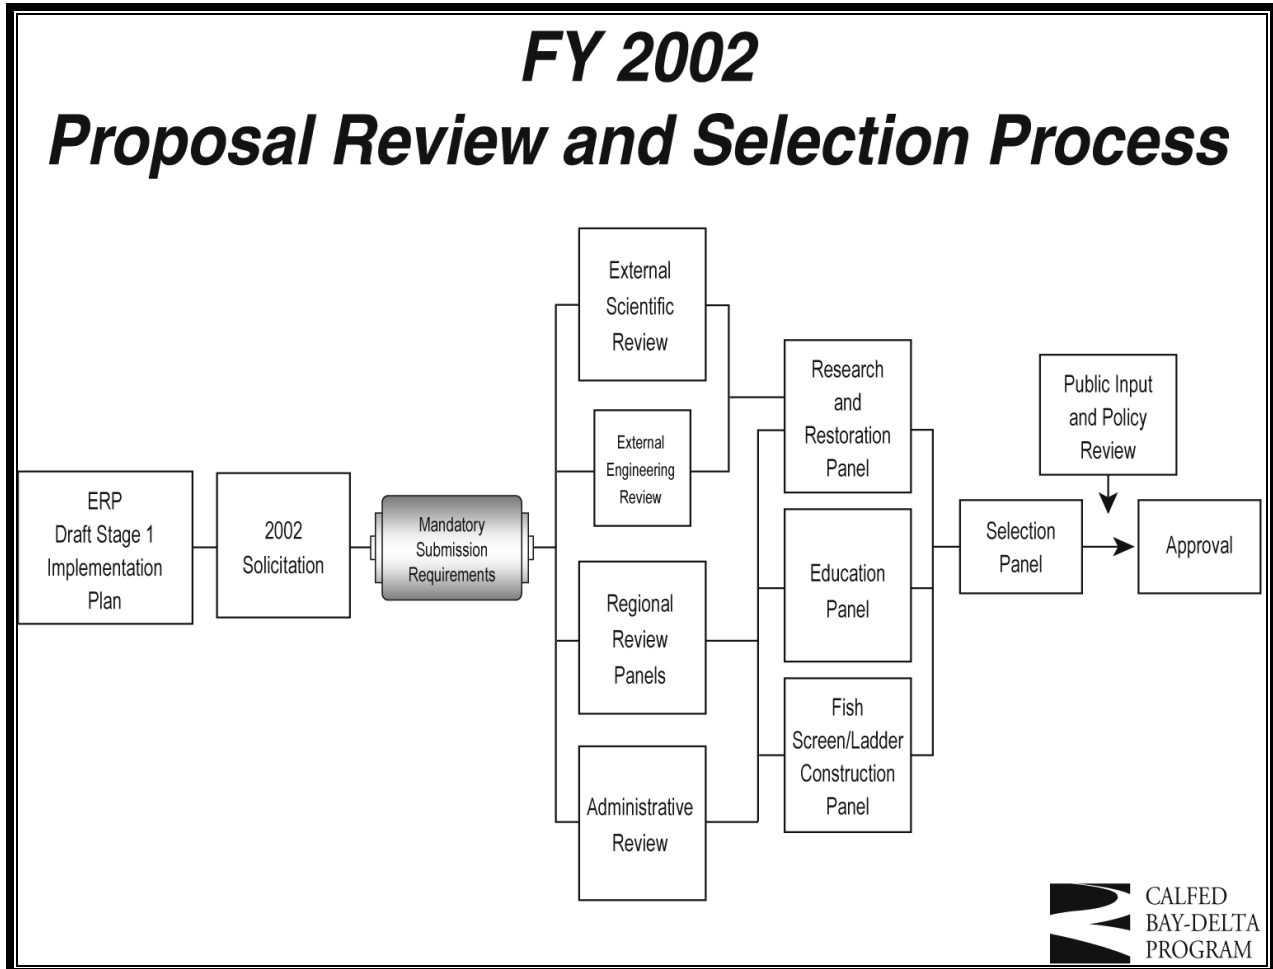 FY 2002
Proposal Review and Selection Process
ERP
Draft Stage 1
Implementation
Plan
2002
Solicitation
Mandatory
Submission
Requirements
External
Scientific
Review
External
Engineering
Review
Regional
Review
Panels
Administrative
Review
Research
and
Restoration
Panel
Education
Panel
Fish
Screen/Ladder
Construction
Panel
Selection
Panel
Public Input
and Policy
Review
Approval
CALFED
BAY-DELTA
PROGRAM